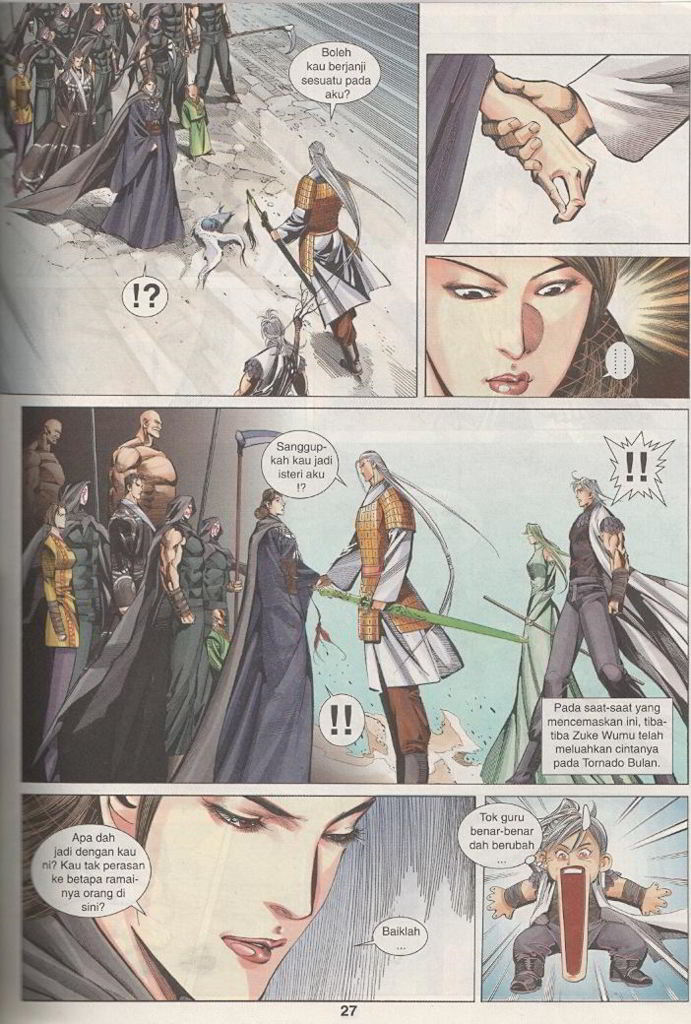 Boleh
kau berjanji
sesuatu pada
aku?
!?
.......
Sanggup-
kah kau jadi
isteri aku
!?
!!
!!
Pada saat-saat yang
mencemaskan ini, tiba-
tiba Zuke Wumu telah
meluahkan cintanya
pada Tornado Bulan.
Apa dah
jadi dengan kau
ni? Kau tak perasan
ke betapa ramai-
nya orang di
sini?
Baiklah
...
Tok guru
benar-benar
dah berubah
...
27